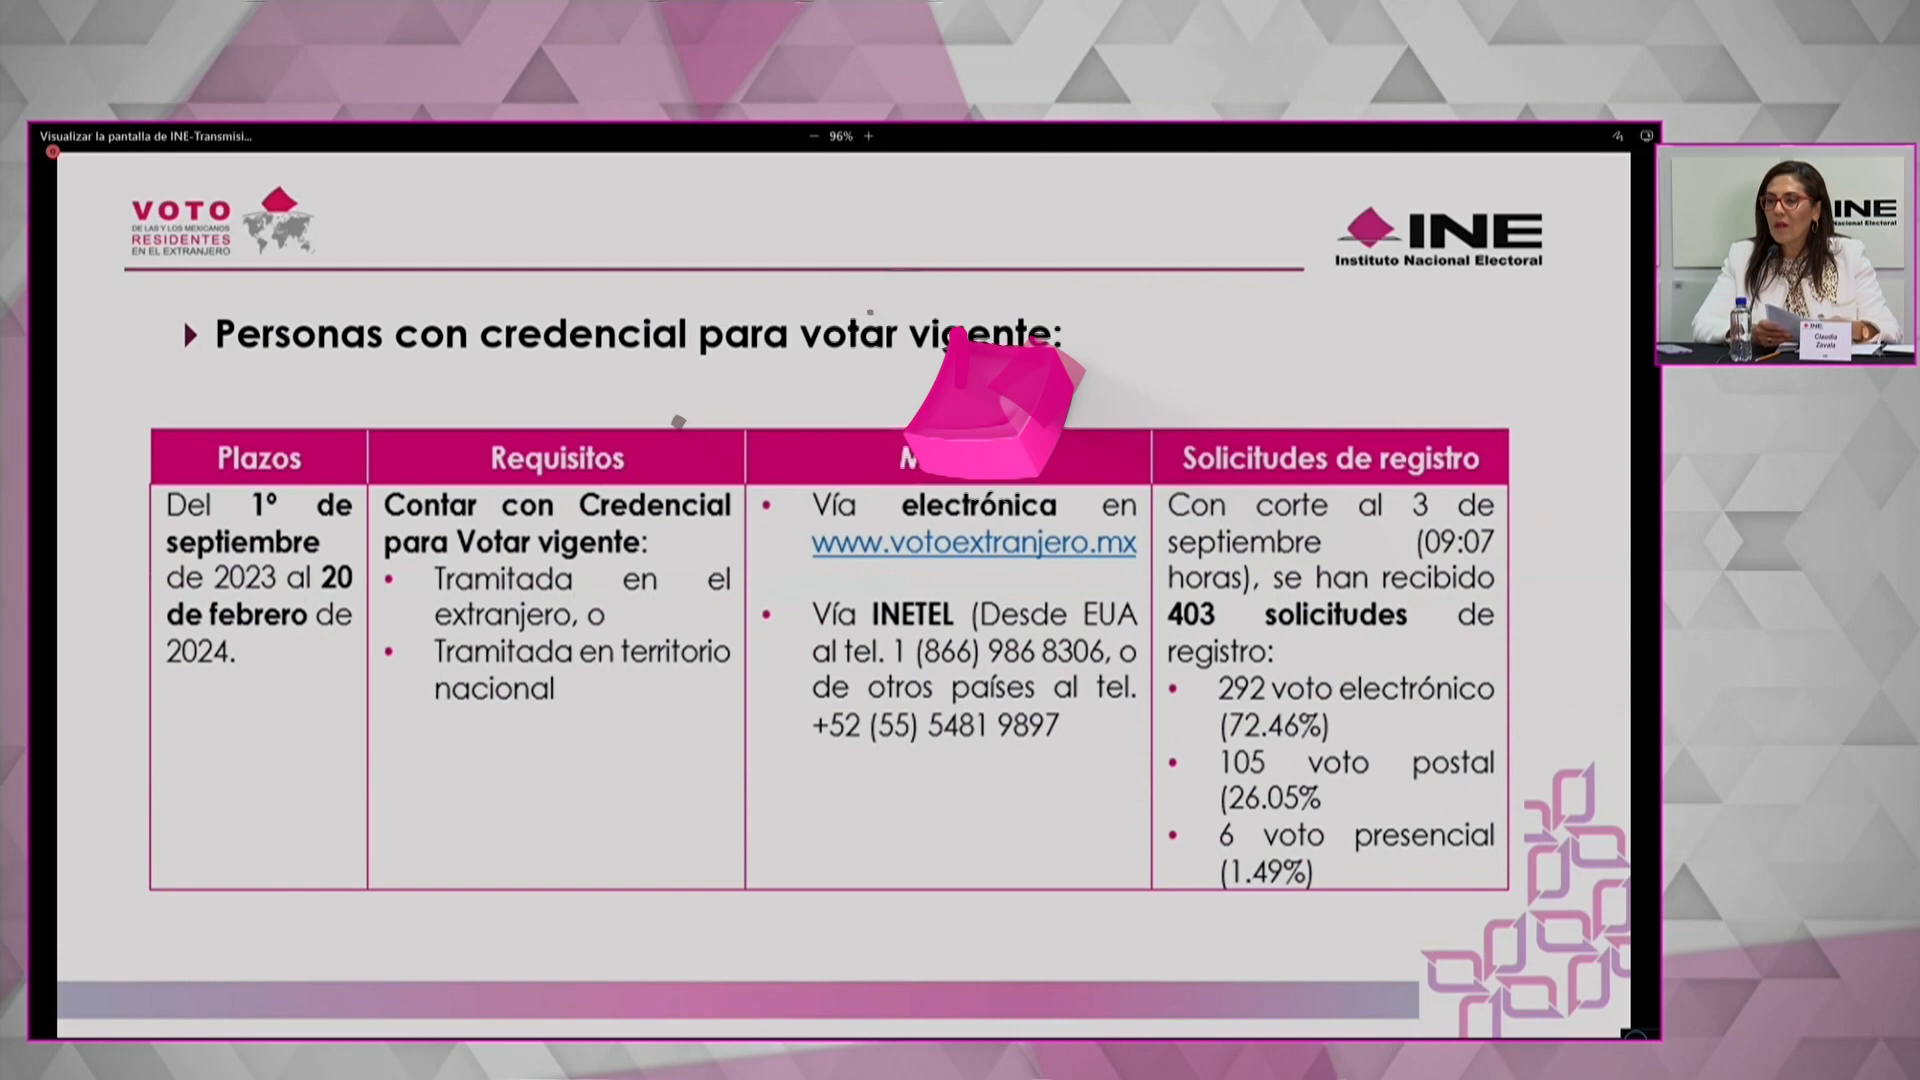 Visualizar la pantalla de INE-Transmisi...
96%
VOTO
DE LAS Y LOS MEXICANOS
RESIDENTES
EN EL EXTRANJERO
INE
Instituto Nacional Electoral
Personas con credencial para votar vigente:
Plazos
Del 1° de
septiembre
de 2023 al 20
de febrero de
2024.
Requisitos
Contar con Credencial
para Votar vigente:
• Tramitada en el
extranjero, o
• Tramitada en territorio
nacional
• Vía electrónica en
www.votoextranjero.mx
• Vía INETEL (Desde EUA
al tel. 1 (866) 986 8306, o
de otros países al tel.
+52 (55) 5481 9897
Solicitudes de registro
Con corte al 3 de
septiembre (09:07
horas), se han recibido
403 solicitudes de
registro:
• 292 voto electrónico
(72.46%)
• 105 voto postal
(26.05%
• 6 voto presencial
(1.49%)
INE
Nacional Electoral
INE
Claudia
Zavala